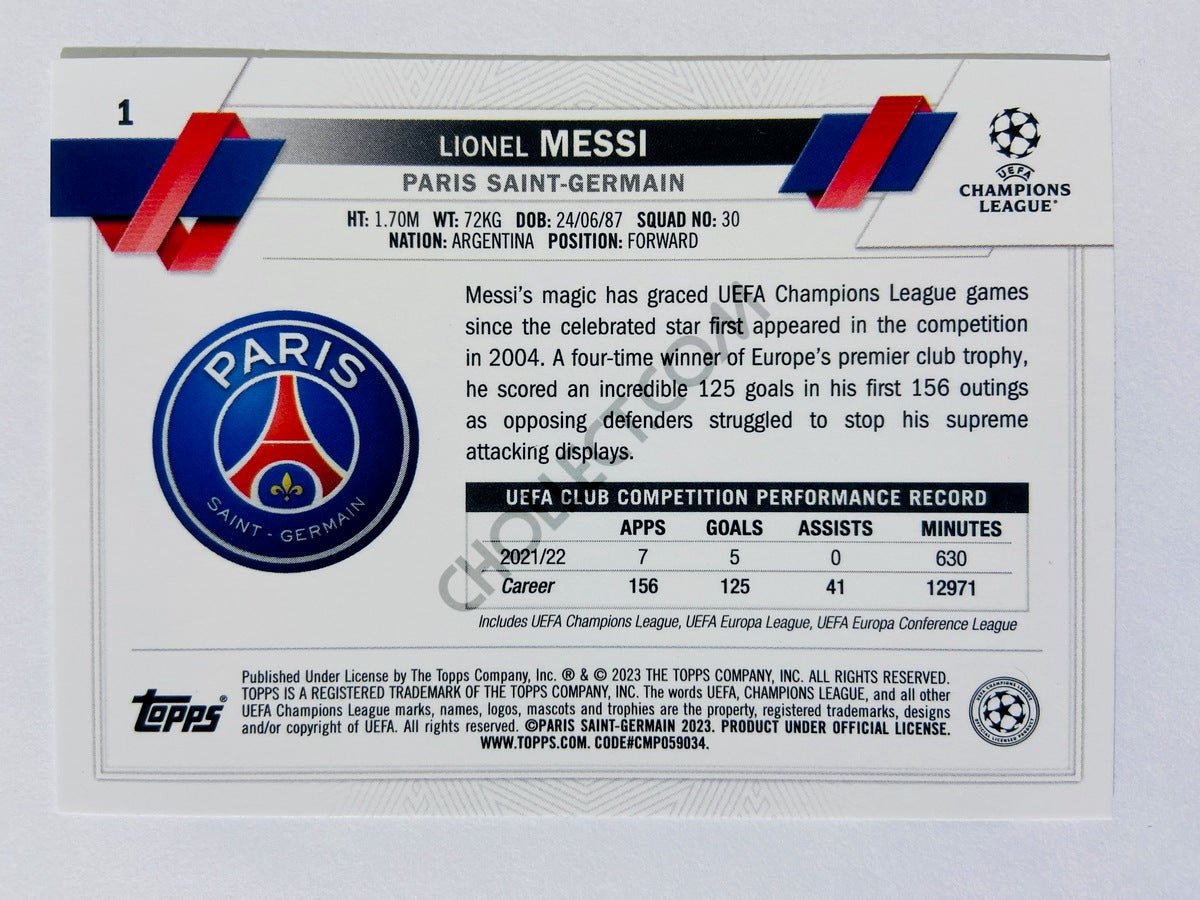 1
LIONEL MESSI
PARIS SAINT-GERMAIN
HT: 1.70M WT: 72KG DOB: 24/06/87 SQUAD NO: 30
NATION: ARGENTINA POSITION: FORWARD
UEFA
CHAMPIONS
LEAGUE®
PARIS
SAINT - GERMAIN
Messi's magic has graced UEFA Champions League games
since the celebrated star first appeared in the competition
in 2004. A four-time winner of Europe's premier club trophy,
he scored an incredible 125 goals in his first 156 outings
as opposing defenders struggled to stop his supreme
attacking displays.
CHOLLECT.COM
UEFA CLUB COMPETITION PERFORMANCE RECORD
APPS GOALS ASSISTS MINUTES
2021/22 7 5 0 630
Career 156 125 41 12971
Includes UEFA Champions League, UEFA Europa League, UEFA Europa Conference League
topps®
Published Under License by The Topps Company, Inc. ® & © 2023 THE TOPPS COMPANY, INC. ALL RIGHTS RESERVED.
TOPPS IS A REGISTERED TRADEMARK OF THE TOPPS COMPANY, INC. The words UEFA, CHAMPIONS LEAGUE, and all other
UEFA Champions League marks, names, logos, mascots and trophies are the property, registered trademarks, designs
and/or copyright of UEFA. All rights reserved. ©PARIS SAINT-GERMAIN 2023. PRODUCT UNDER OFFICIAL LICENSE.
WWW.TOPPS.COM. CODE#CMP059034.
UEFA CHAMPIONS LEAGUE
OFFICIAL LICENSED PRODUCT